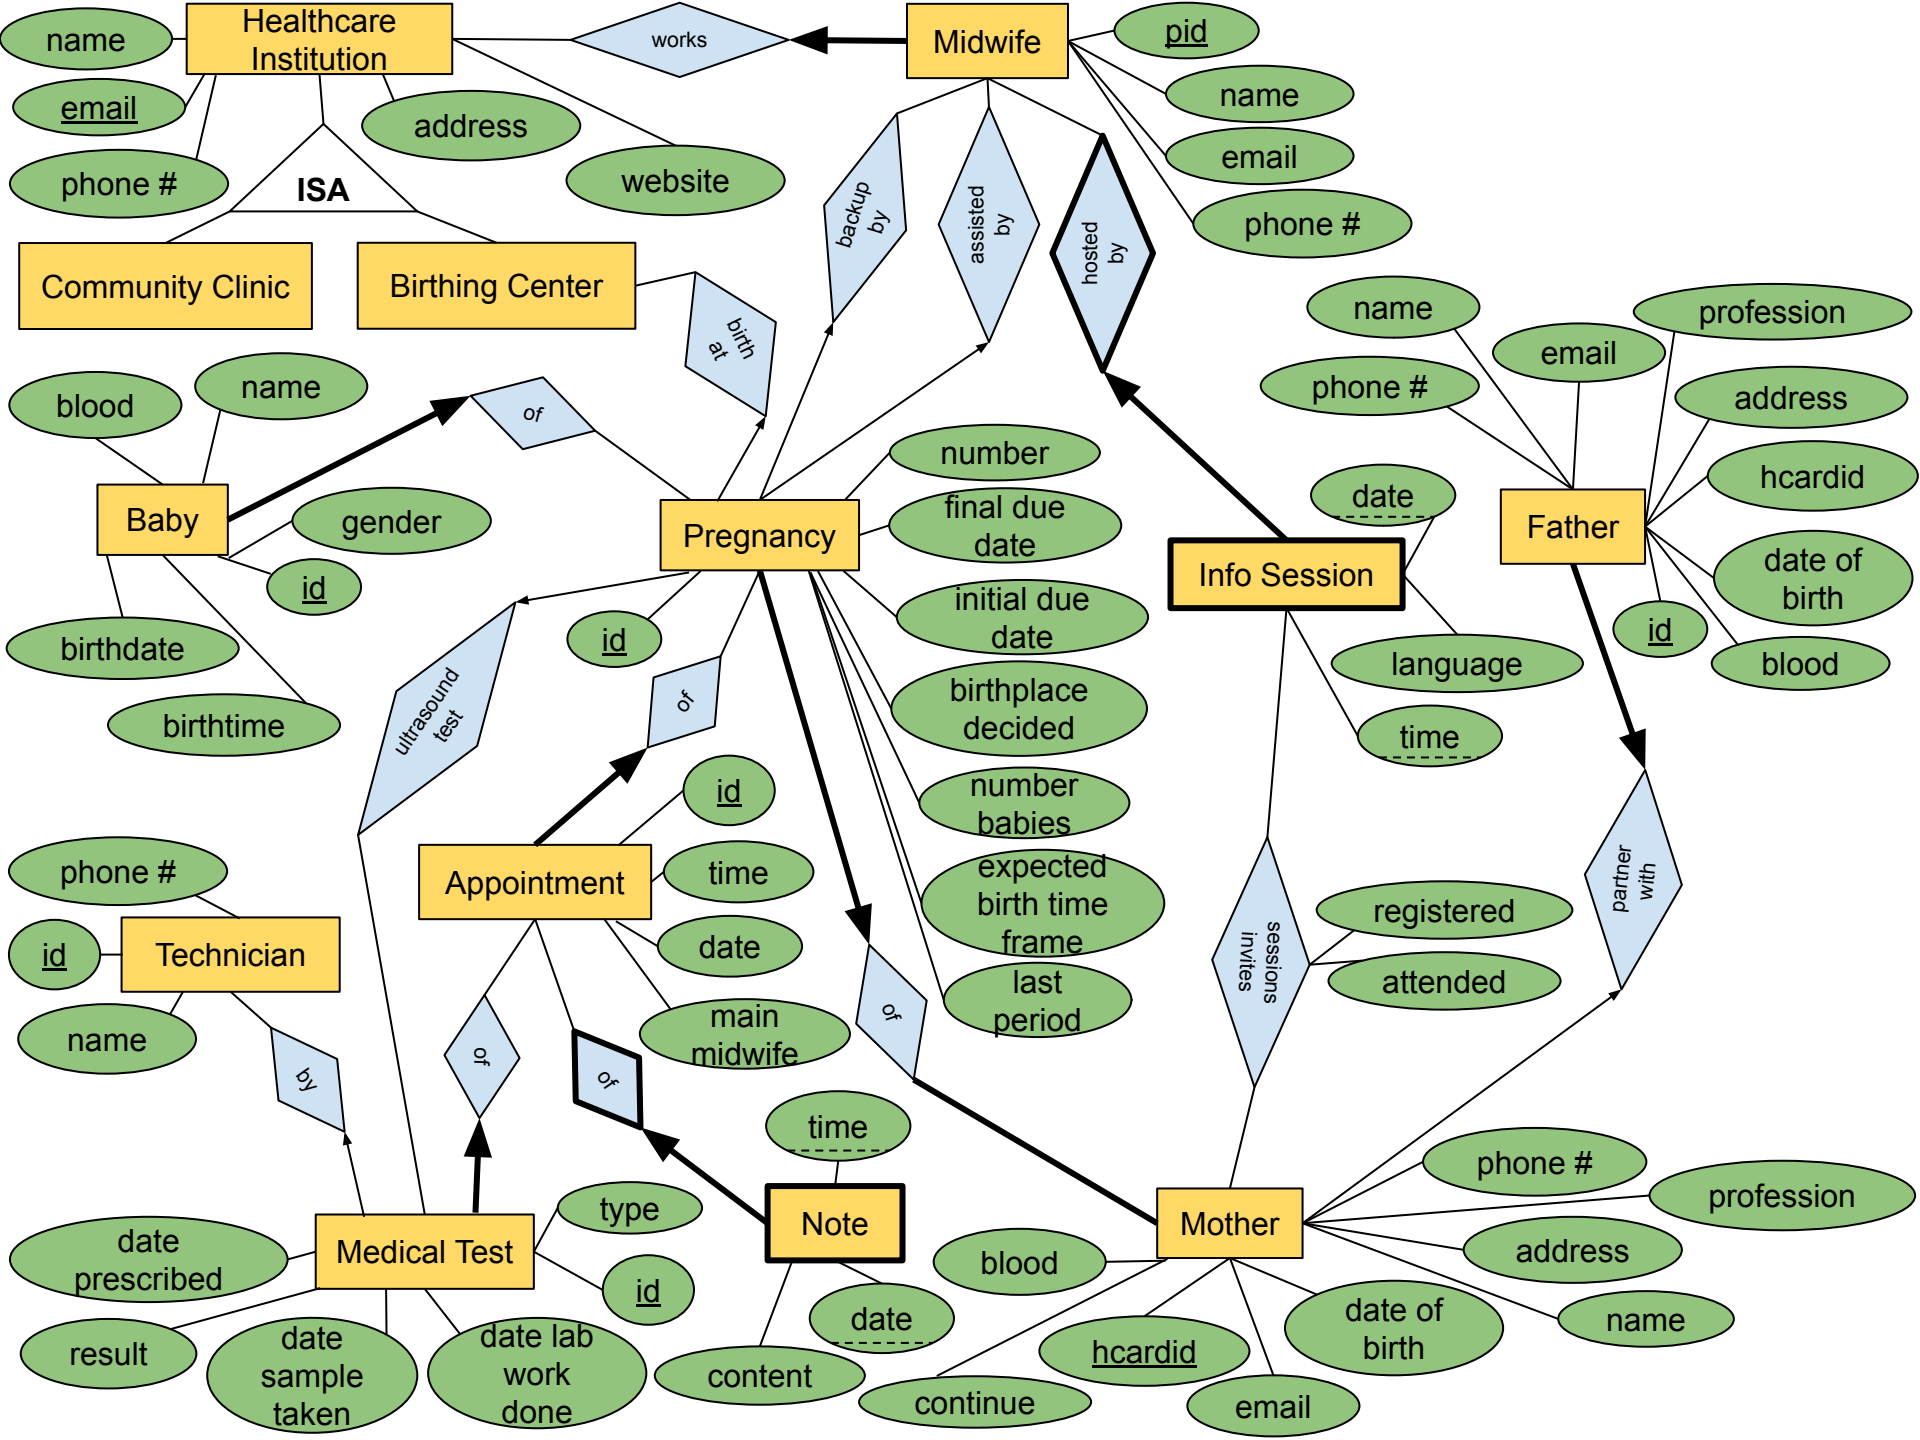 Healthcare
Institution
name
email
phone #
address
website
works
Midwife
pid
name
email
phone #
ISA
Community Clinic
Birthing Center
backup
by
assisted
by
hosted
by
birth
at
name
email
profession
phone #
address
hcardid
date of
birth
blood
id
Father
blood
name
of
Baby
gender
id
birthdate
birthtime
Pregnancy
id
number
final due
date
initial due
date
birthplace
decided
number
babies
expected
birth time
frame
last
period
date
Info Session
language
time
ultrasound
test
of
id
Appointment
time
date
main
midwife
phone #
id
Technician
name
by
of
of
of
sessions
invites
registered
attended
partner
with
time
Note
date
content
type
Medical Test
id
date
prescribed
result
date
sample
taken
date lab
work
done
Mother
phone #
profession
address
name
date of
birth
email
hcardid
continue
blood